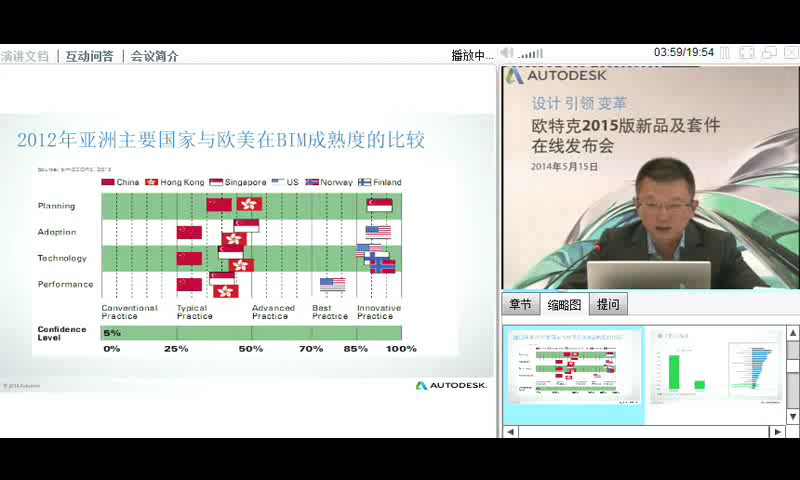 演讲文档 | 互动问答 | 会议简介
播放中...
03:59/19:54
2012年亚洲主要国家与欧美在BIM成熟度的比较
China Hong Kong Singapore US Norway Finland
Planning
Adoption
Technology
Performance
Conventional Practice
Typical Practice
Advanced Practice
Best Practice
Innovative Practice
Confidence Level
5%
0% 25% 50% 70% 85% 100%
AUTODESK.
AUTODESK
设计 引领 变革
欧特克2015版新品及套件
在线发布会
2014年5月15日
章节 缩略图 提问